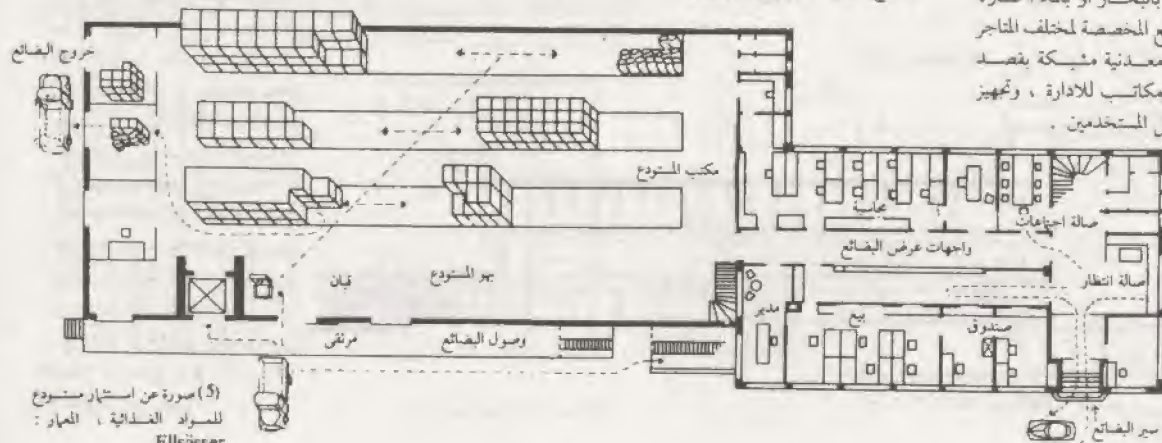 ع المخصصة لمختلف المتاجر
معدنية مشبكة بقصد
مكاتب للادارة ، وتجهيز
المستخدمين .
خروج البضائع
مكتب المستودع
محاسبة
صالة اجتماعات
واجهات عرض البضائع
صالة انتظار
قبان
بهو المستودع
مدير
بيع
صندوق
مرتقى
وصول البضائع
(5) صورة عن استثمار مستودع
للمواد الغذائية ، المعمار :
سير البضائع